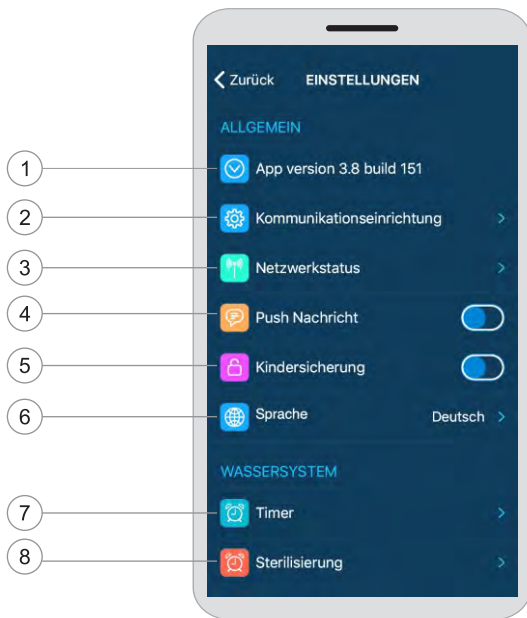 Zurück EINSTELLUNGEN
ALLGEMEIN
1 App version 3.8 build 151
2 Kommunikationseinrichtung
3 Netzwerkstatus
4 Push Nachricht
5 Kindersicherung
6 Sprache Deutsch
WASSERSYSTEM
7 Timer
8 Sterilisierung